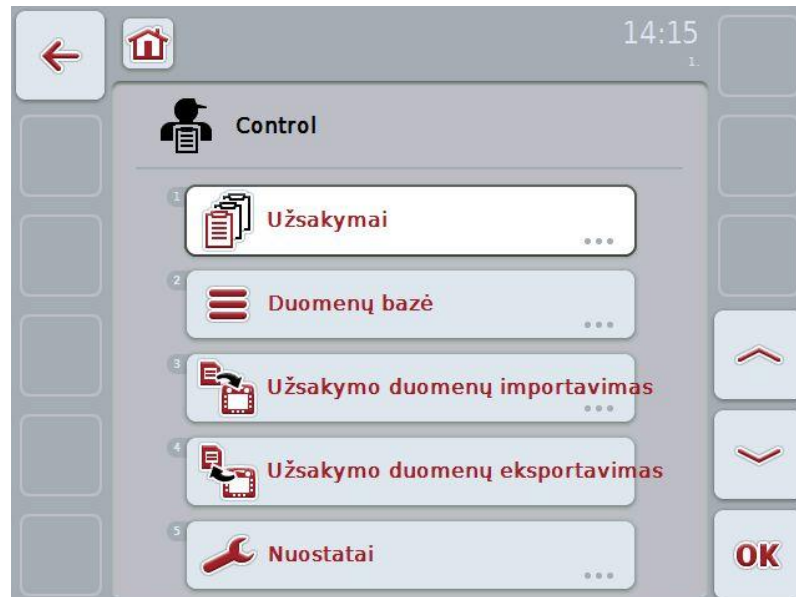 14:15
1.
Control
1
Užsakymai
2
Duomenų bazė
3
Užsakymo duomenų importavimas
4
Užsakymo duomenų eksportavimas
5
Nuostatai
OK